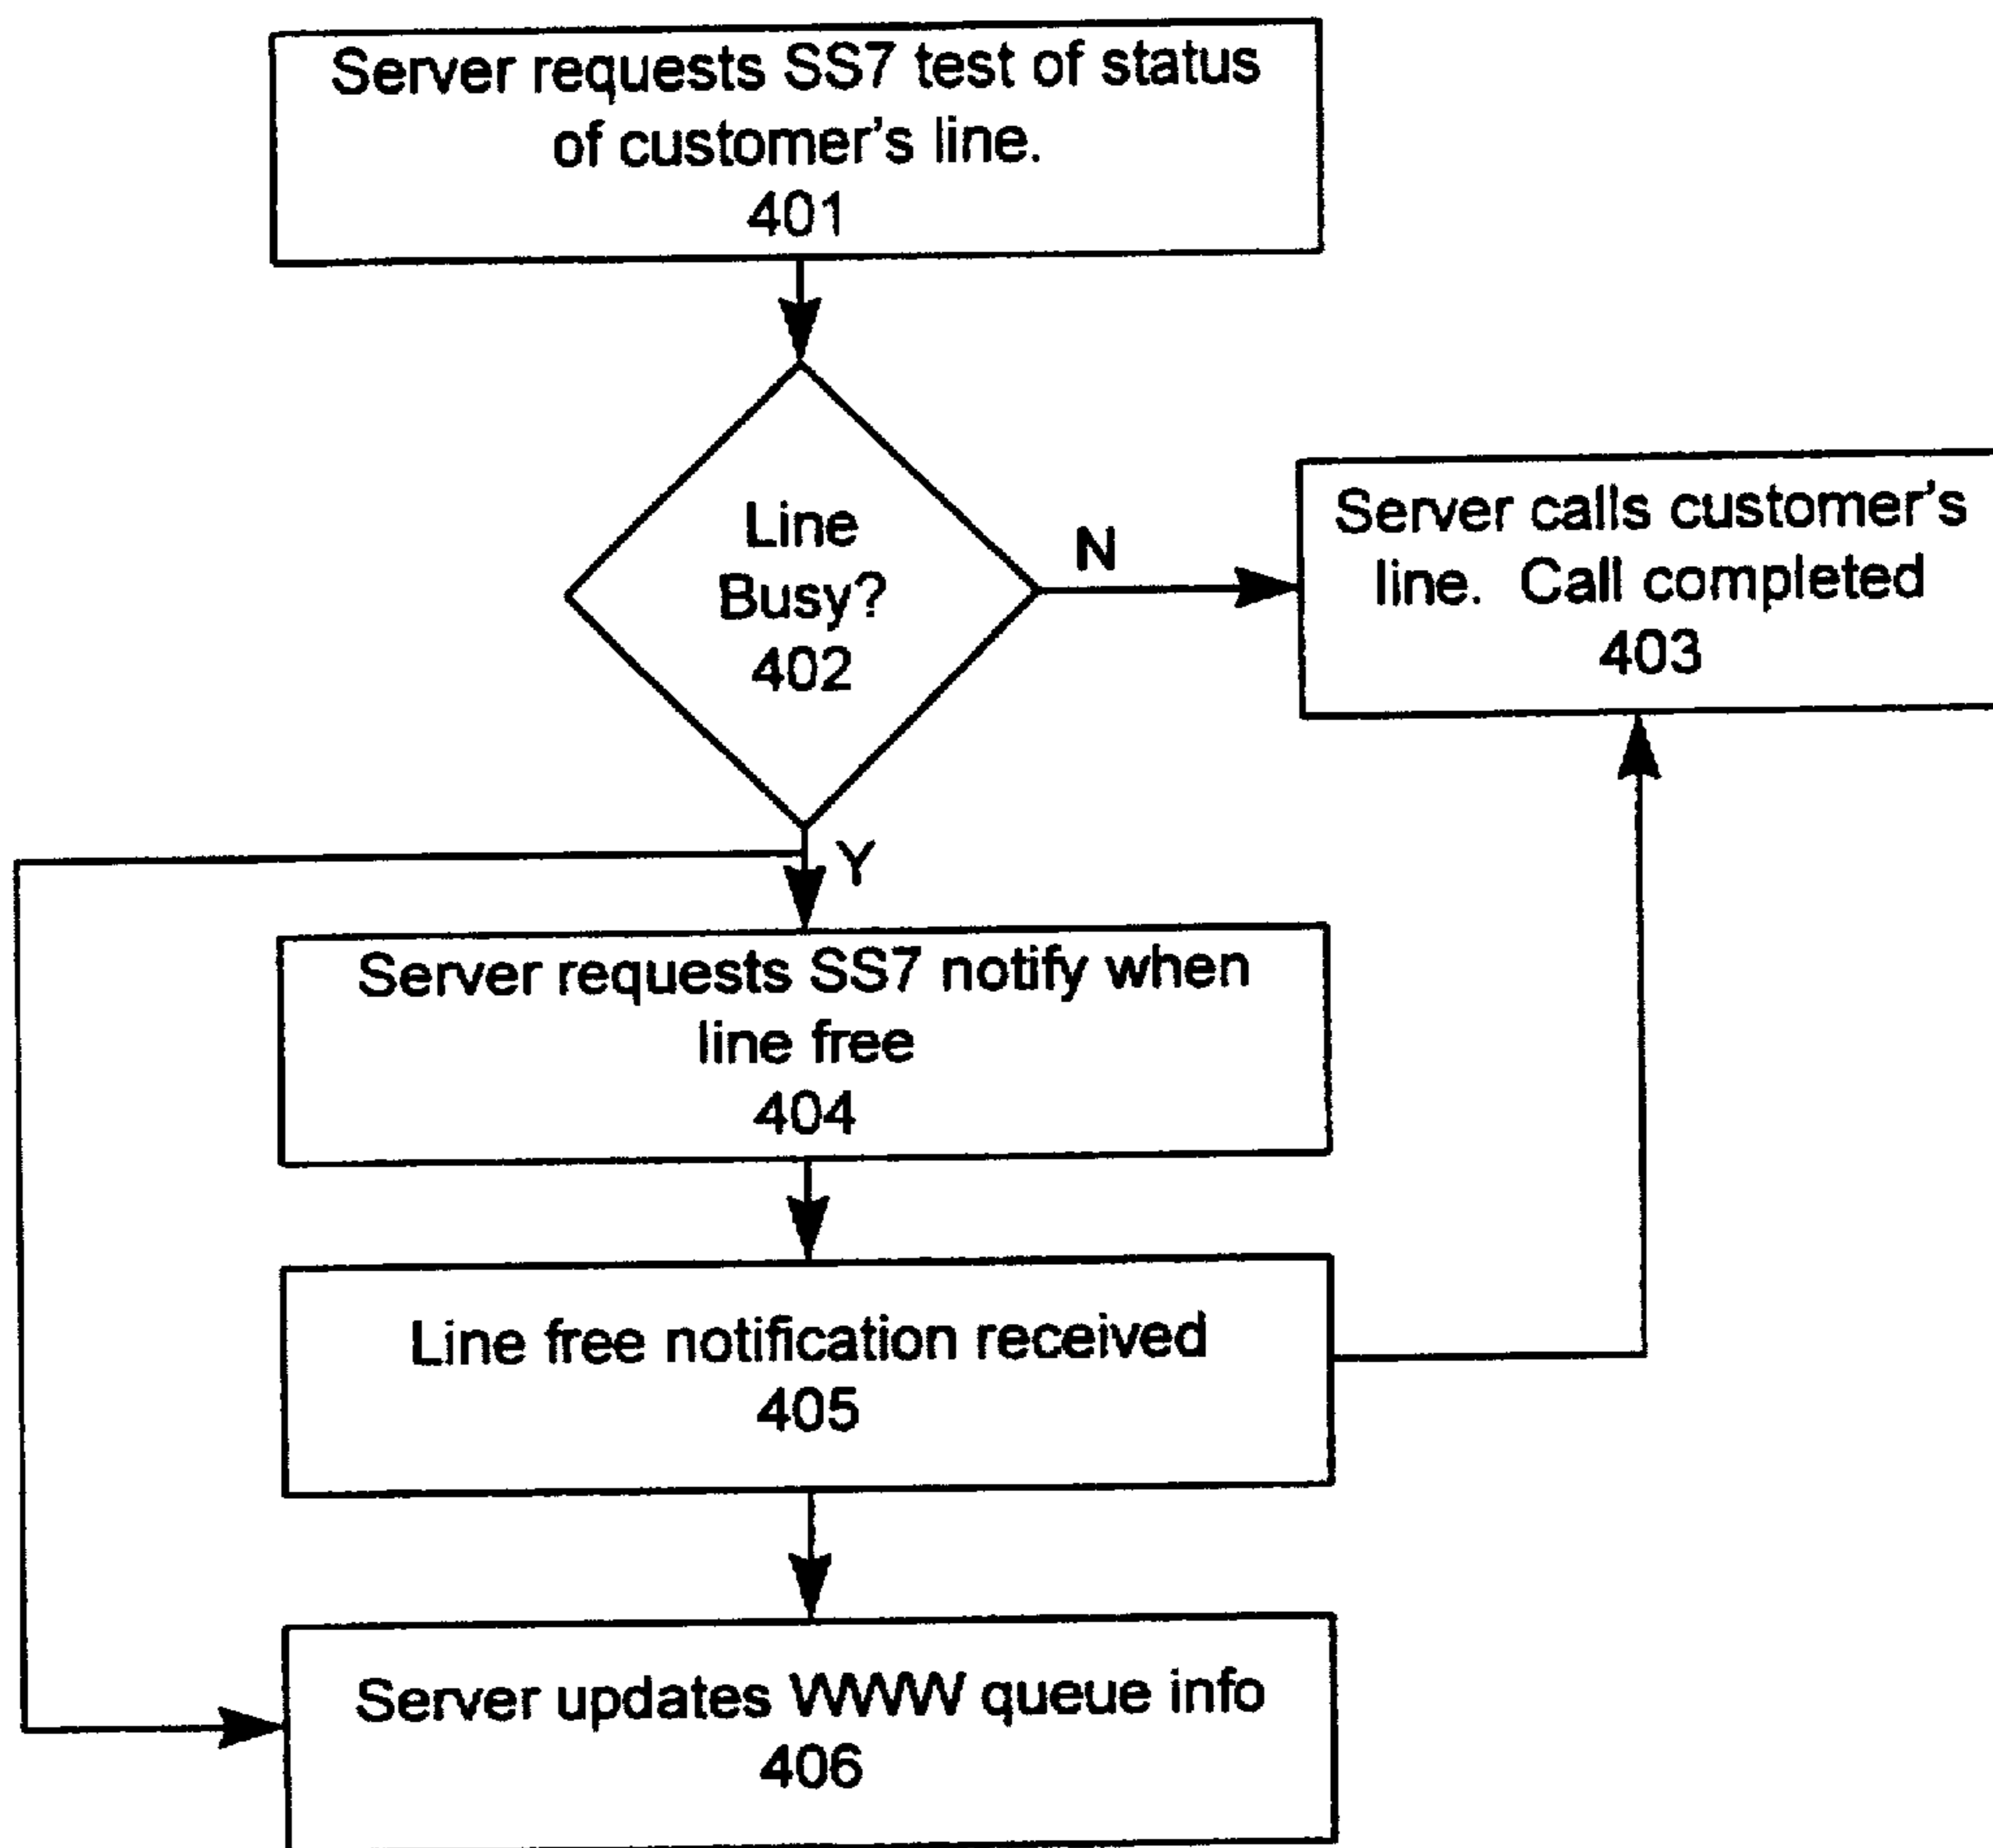 Server requests SS7 test of status
of customer's line.
401
Line
Busy?
402
N
Server calls customer's
line. Call completed
403
Y
Server requests SS7 notify when
line free
404
Line free notification received
405
Server updates WWW queue info
406